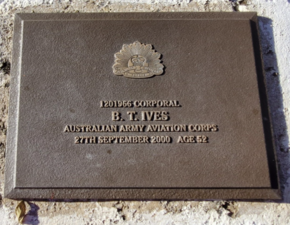 1201966 CORPORAL
B. T. IVES
AUSTRALIAN ARMY AVIATION CORPS
27TH SEPTEMBER 2000 AGE 52